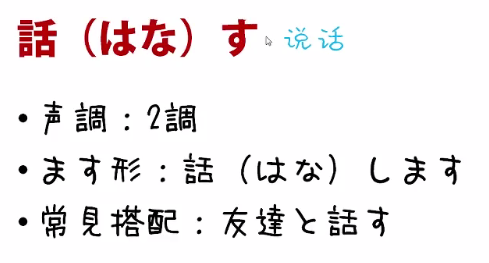 話（はな）す 说话
• 声調：2調
• ます形：話（はな）します
•常見搭配：友達と話す